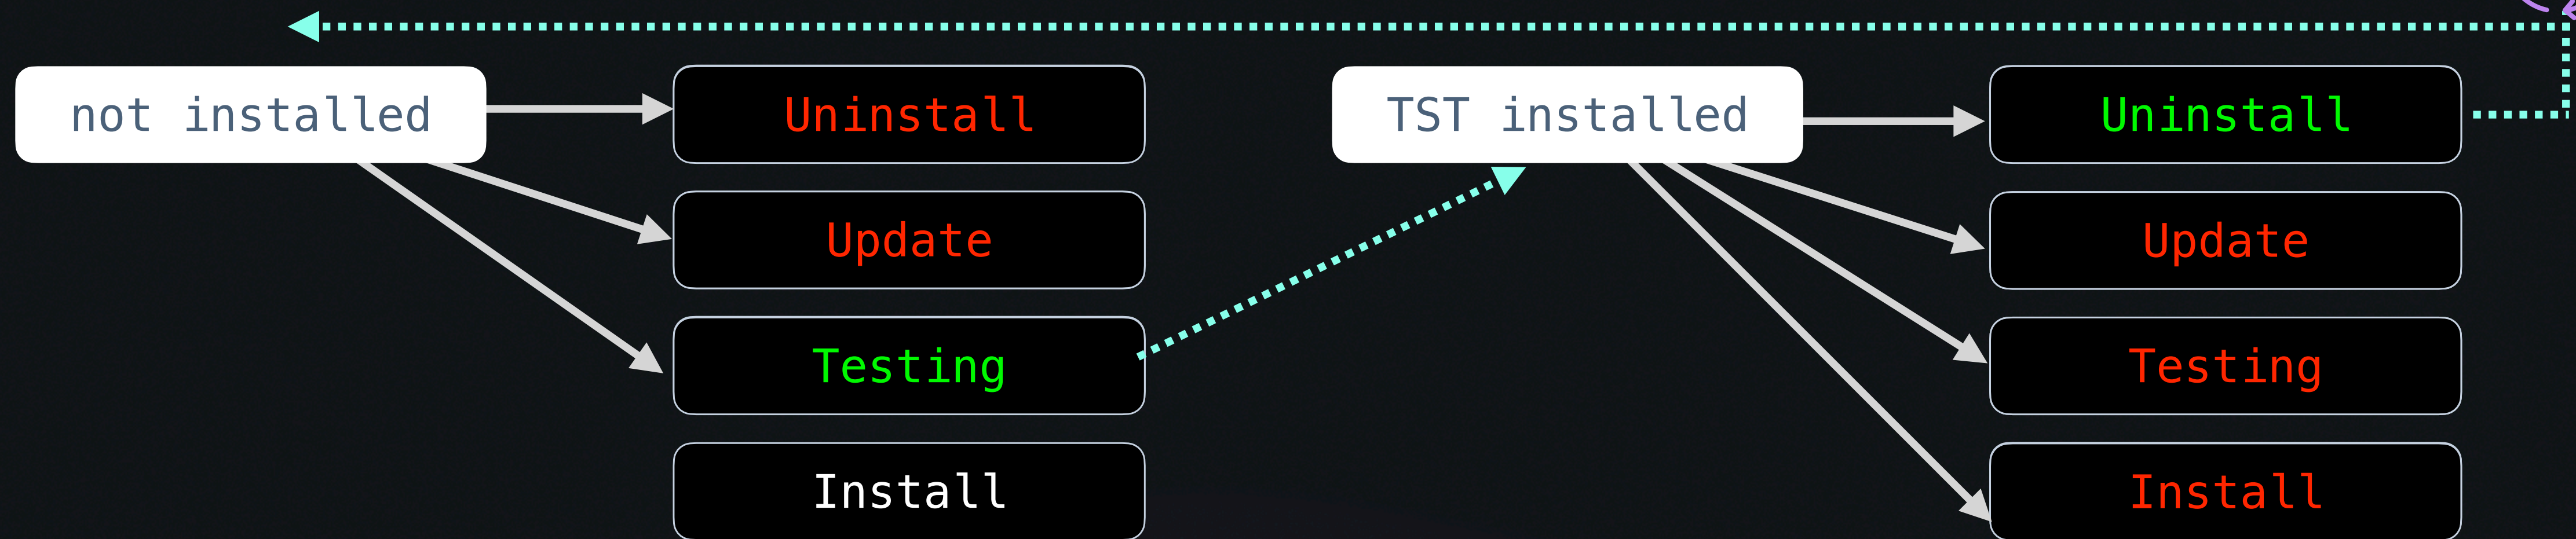 not installed
Uninstall
Update
Testing
Install
TST installed
Uninstall
Update
Testing
Install